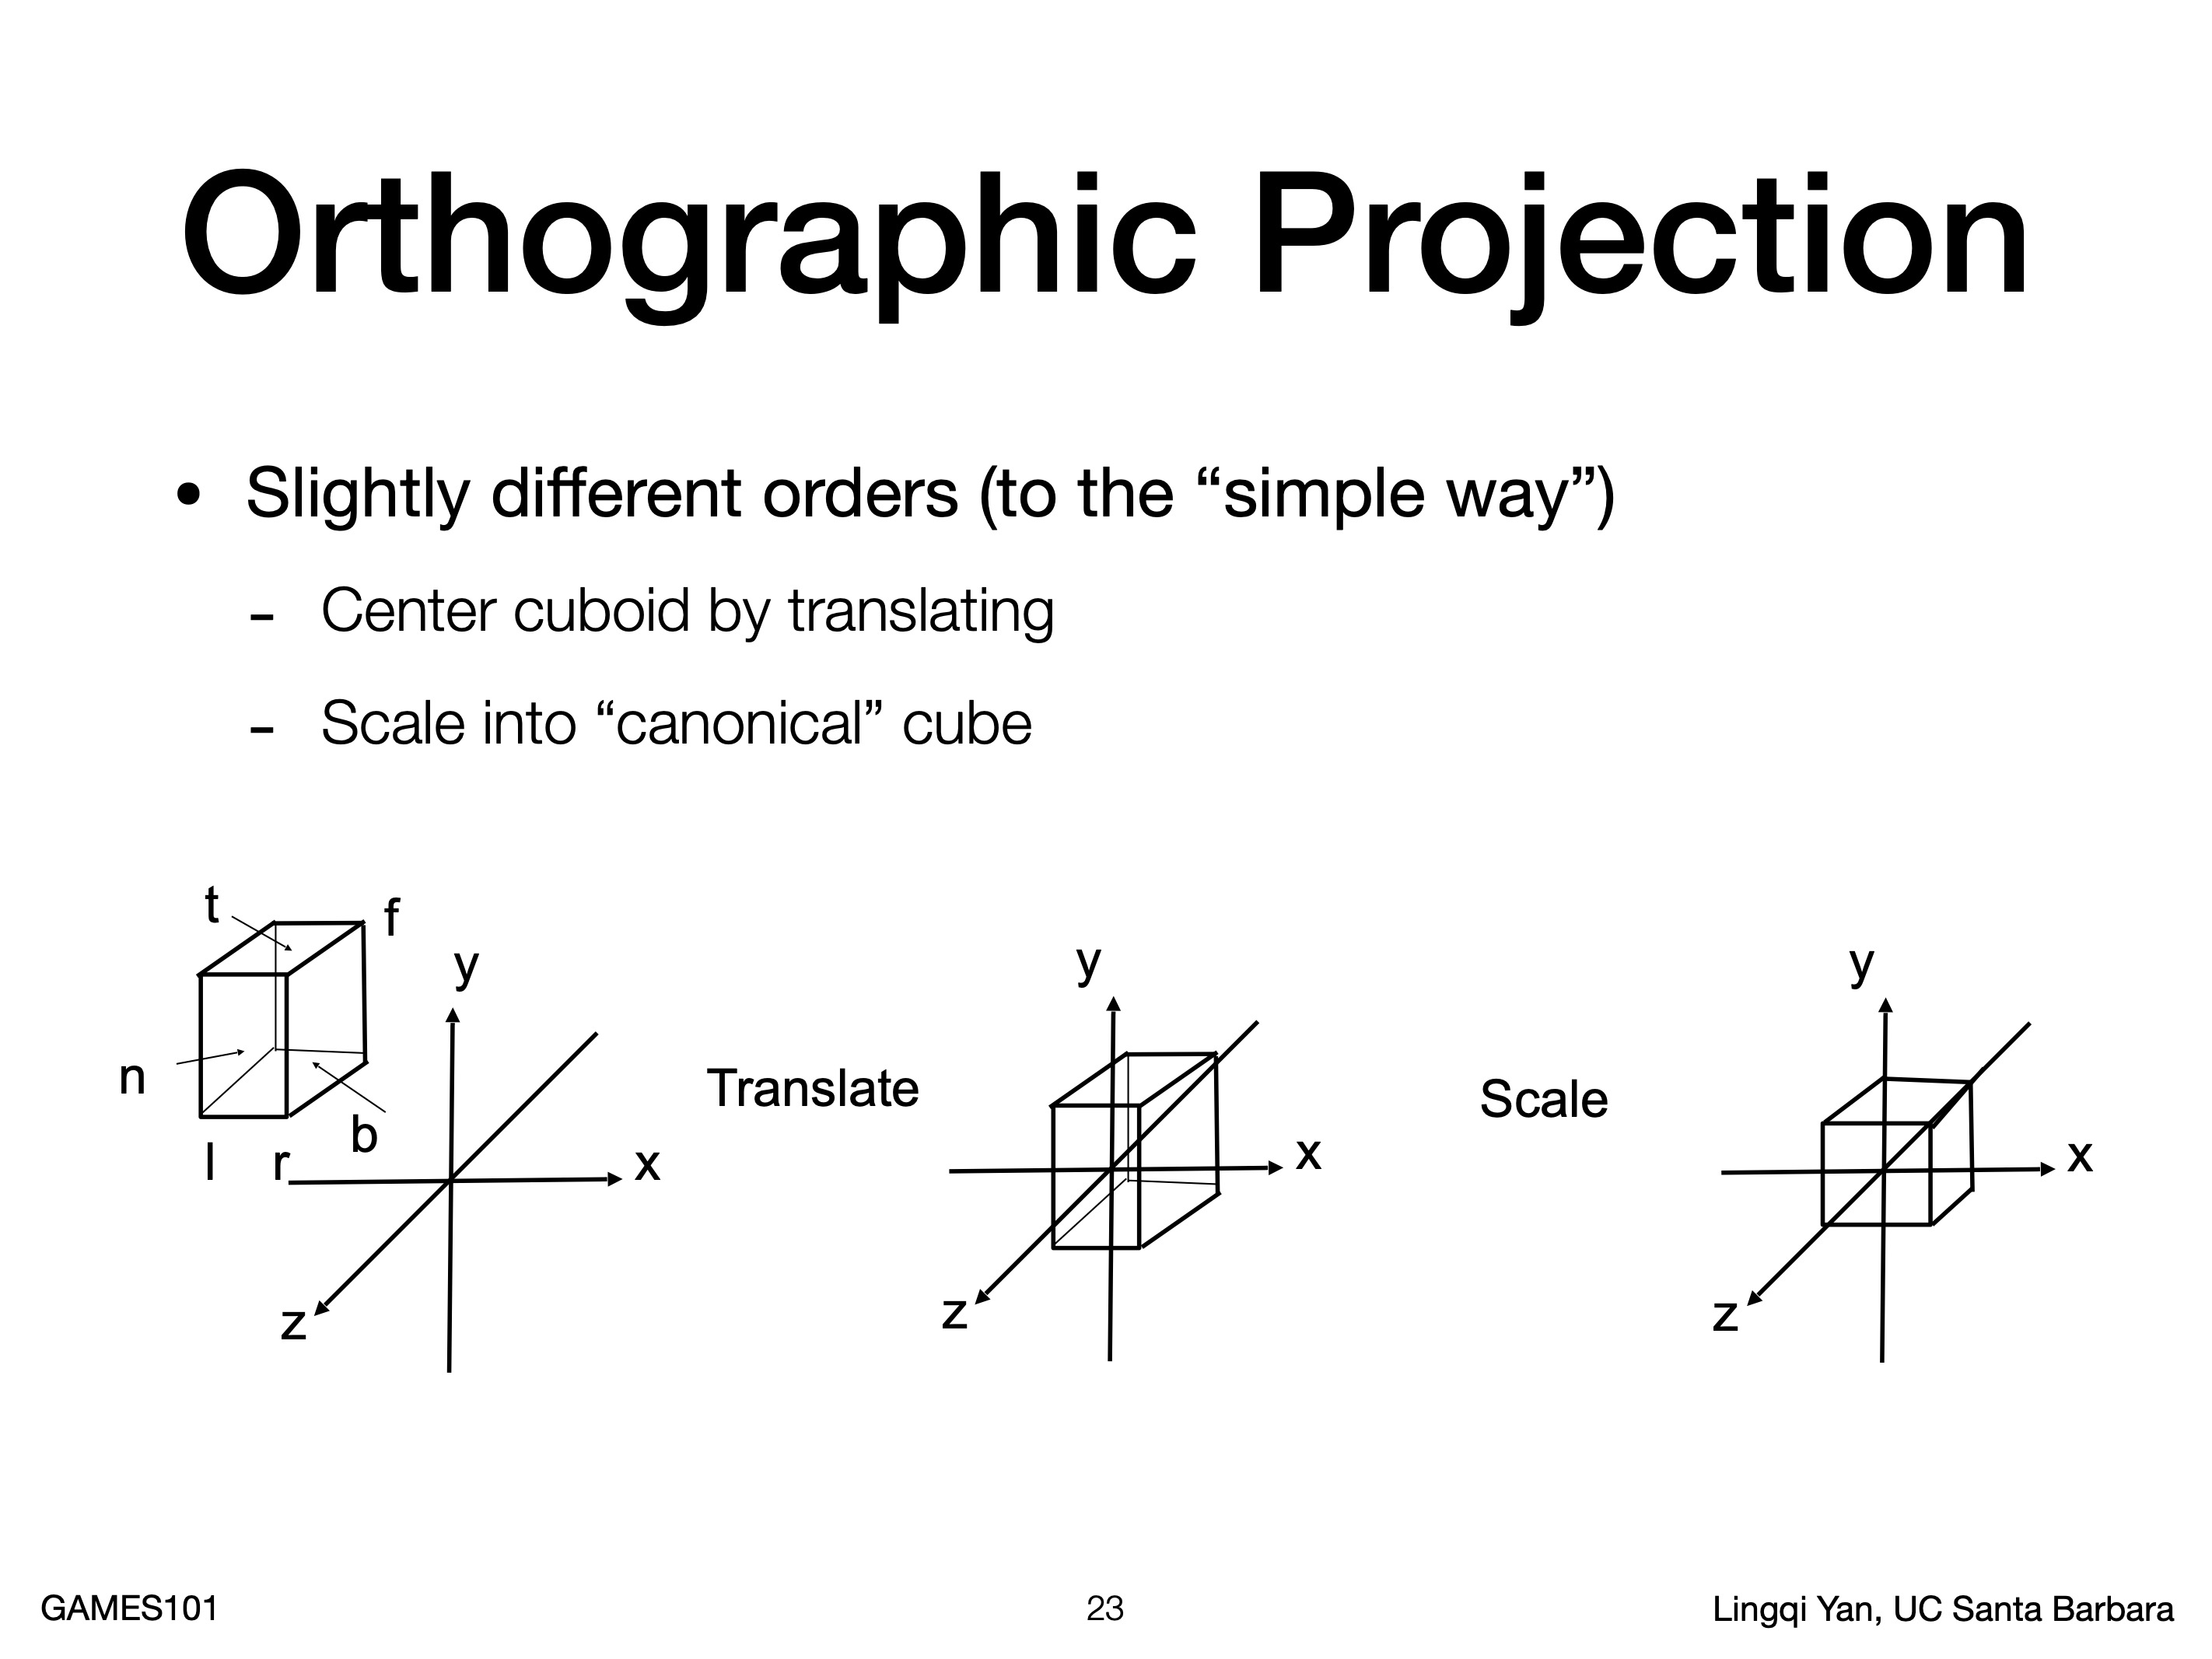 Orthographic Projection
• Slightly different orders (to the “simple way”)
- Center cuboid by translating
- Scale into “canonical” cube
t
f
y
n
b
l
r
x
z
Translate
y
x
z
Scale
y
x
z
GAMES101
23
Lingqi Yan, UC Santa Barbara